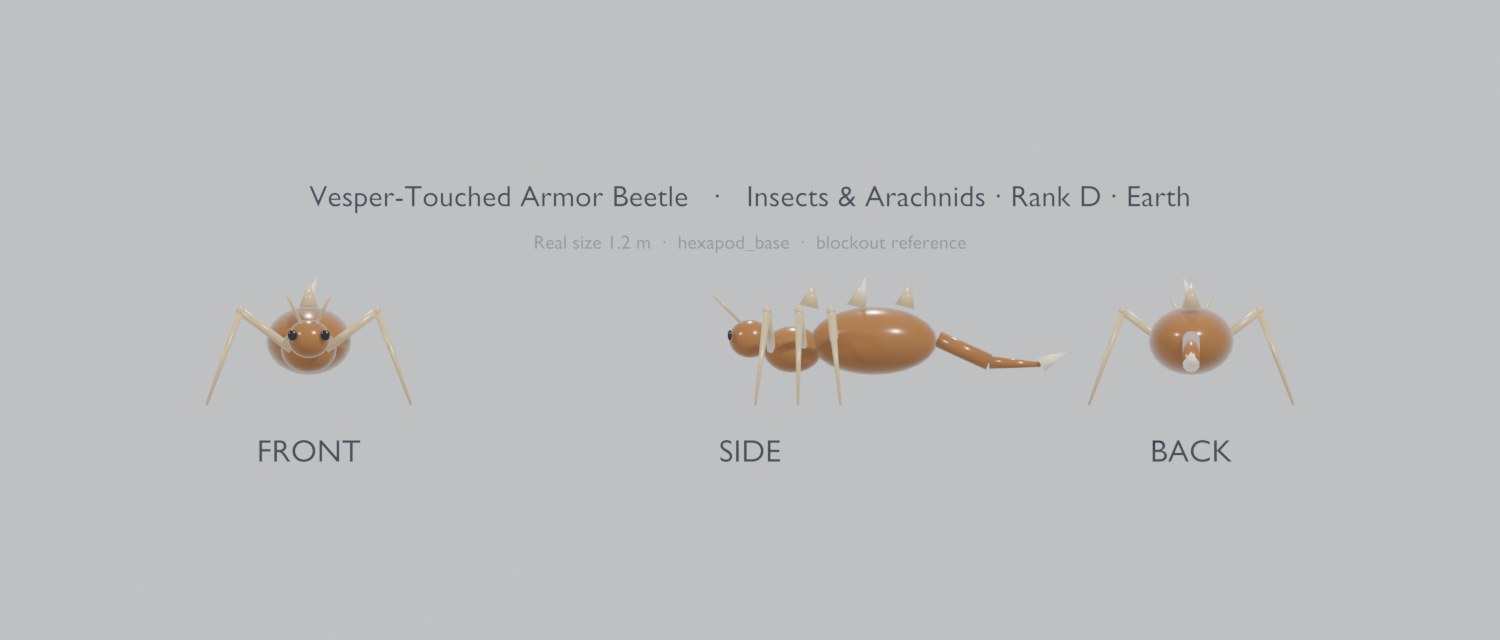 Vesper-Touched Armor Beetle · Insects & Arachnids · Rank D · Earth
Real size 1.2 m · hexapod_base · blockout reference
FRONT
SIDE
BACK